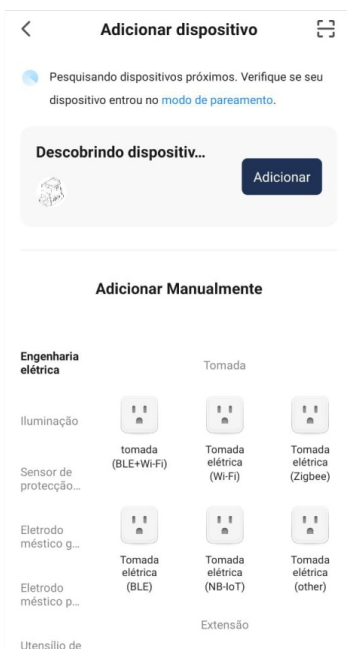 Adicionar dispositivo
Pesquisando dispositivos próximos. Verifique se seu
dispositivo entrou no modo de pareamento.
Descobrindo dispositiv...
Adicionar
Adicionar Manualmente
Engenharia
elétrica
Iluminação
Sensor de
protecção...
Eletrodo
méstico g...
Eletrodo
méstico p...
Utensílio de
Tomada
tomada
(BLE+Wi-Fi)
Tomada
elétrica
(Wi-Fi)
Tomada
elétrica
(Zigbee)
Tomada
elétrica
(BLE)
Tomada
elétrica
(NB-IoT)
Tomada
elétrica
(other)
Extensão